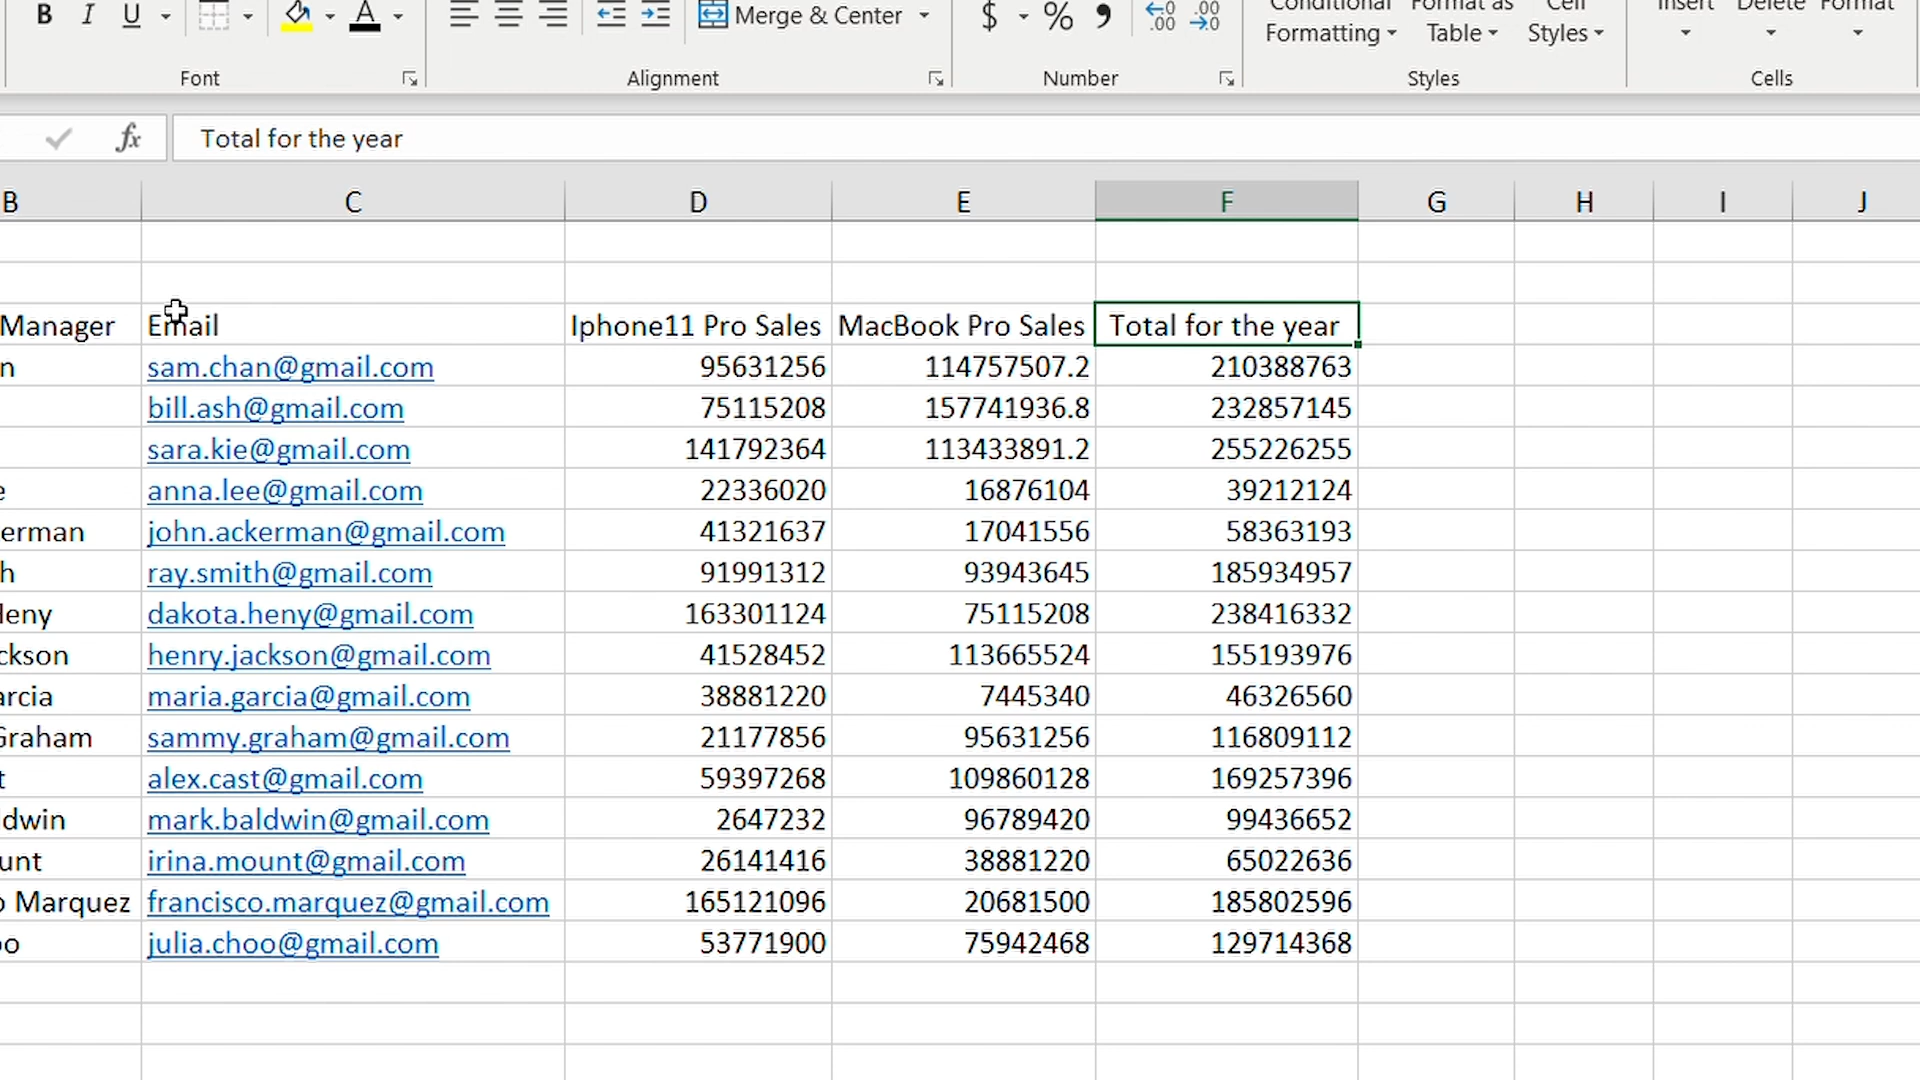 B I U A Merge & Center $ % 9 .00 .00
Conditional Formatting Format as Table Cell Styles Insert Delete Format
Font Alignment Number Styles Cells
fx Total for the year
B C D E F G H I J
Manager Email Iphone11 Pro Sales MacBook Pro Sales Total for the year
n sam.chan@gmail.com 95631256 114757507.2 210388763
bill.ash@gmail.com 75115208 157741936.8 232857145
sara.kie@gmail.com 141792364 113433891.2 255226255
e anna.lee@gmail.com 22336020 16876104 39212124
erman john.ackerman@gmail.com 41321637 17041556 58363193
h ray.smith@gmail.com 91991312 93943645 185934957
Heny dakota.heny@gmail.com 163301124 75115208 238416332
ckson henry.jackson@gmail.com 41528452 113665524 155193976
arcia maria.garcia@gmail.com 38881220 7445340 46326560
Graham sammy.graham@gmail.com 21177856 95631256 116809112
t alex.cast@gmail.com 59397268 109860128 169257396
dwin mark.baldwin@gmail.com 2647232 96789420 99436652
unt irina.mount@gmail.com 26141416 38881220 65022636
o Marquez francisco.marquez@gmail.com 165121096 20681500 185802596
oo julia.choo@gmail.com 53771900 75942468 129714368